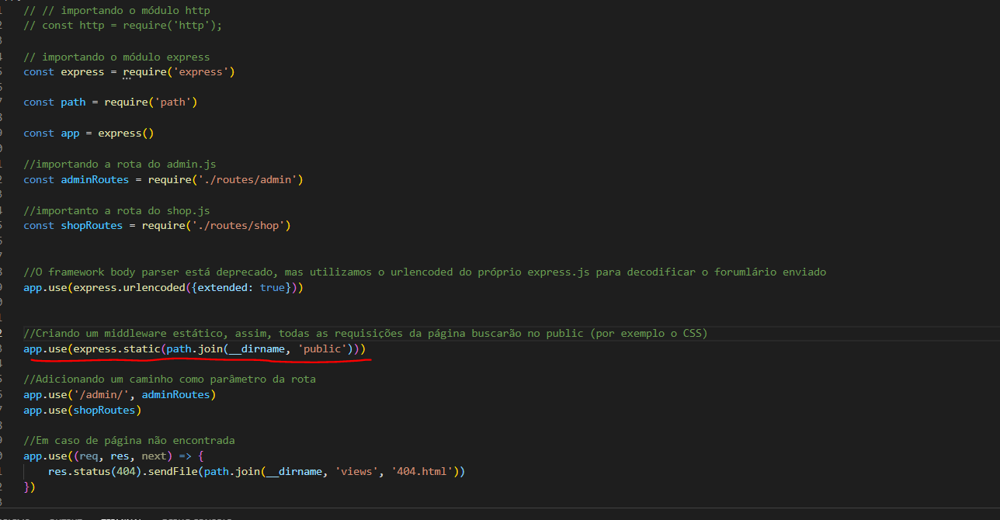 // // importando o módulo http
// const http = require('http');
// importando o módulo express
const express = require('express')
const path = require('path')
const app = express()
//importando a rota do admin.js
const adminRoutes = require('./routes/admin')
//importanto a rota do shop.js
const shopRoutes = require('./routes/shop')
//O framework body parser está deprecado, mas utilizamos o urlencoded do próprio express.js para decodificar o forumlário enviado
app.use(express.urlencoded({extended: true}))
//Criando um middleware estático, assim, todas as requisições da página buscarão no public (por exemplo o CSS)
app.use(express.static(path.join(__dirname, 'public')))
//Adicionando um caminho como parâmetro da rota
app.use('/admin/', adminRoutes)
app.use(shopRoutes)
//Em caso de página não encontrada
app.use((req, res, next) => {
res.status(404).sendFile(path.join(__dirname, 'views', '404.html'))
})